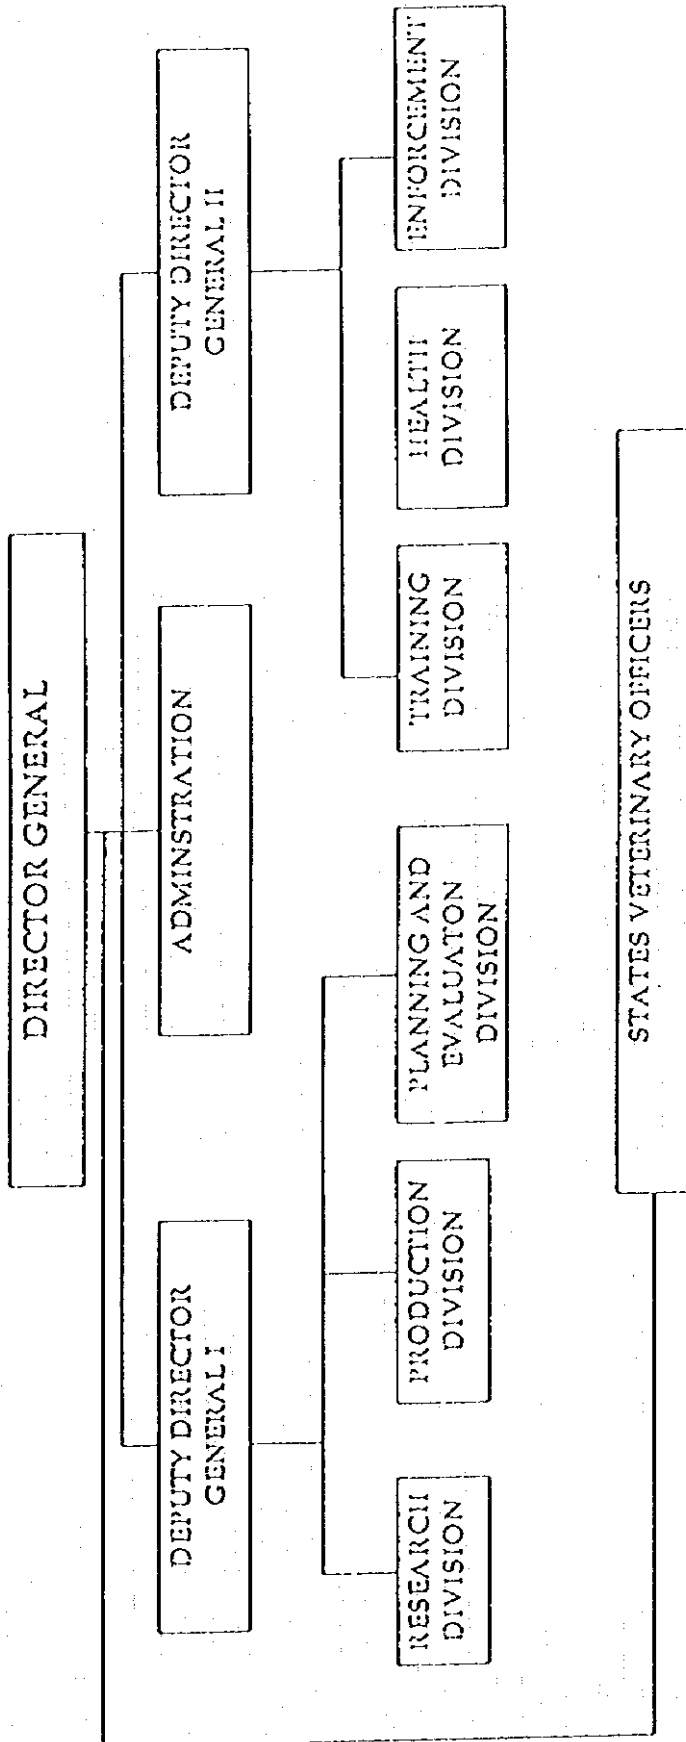 DIRECTOR GENERAL
DEPUTY DIRECTOR
GENERAL I
ADMINSTRATION
DEPUTY DIRECTOR
GENERAL II
RESEARCH
DIVISION
PRODUCTION
DIVISION
PLANNING AND
EVALUATON
DIVISION
TRAINING
DIVISION
HEALTH
DIVISION
ENFORCEMENT
DIVISION
STATES VETERINARY OFFICERS